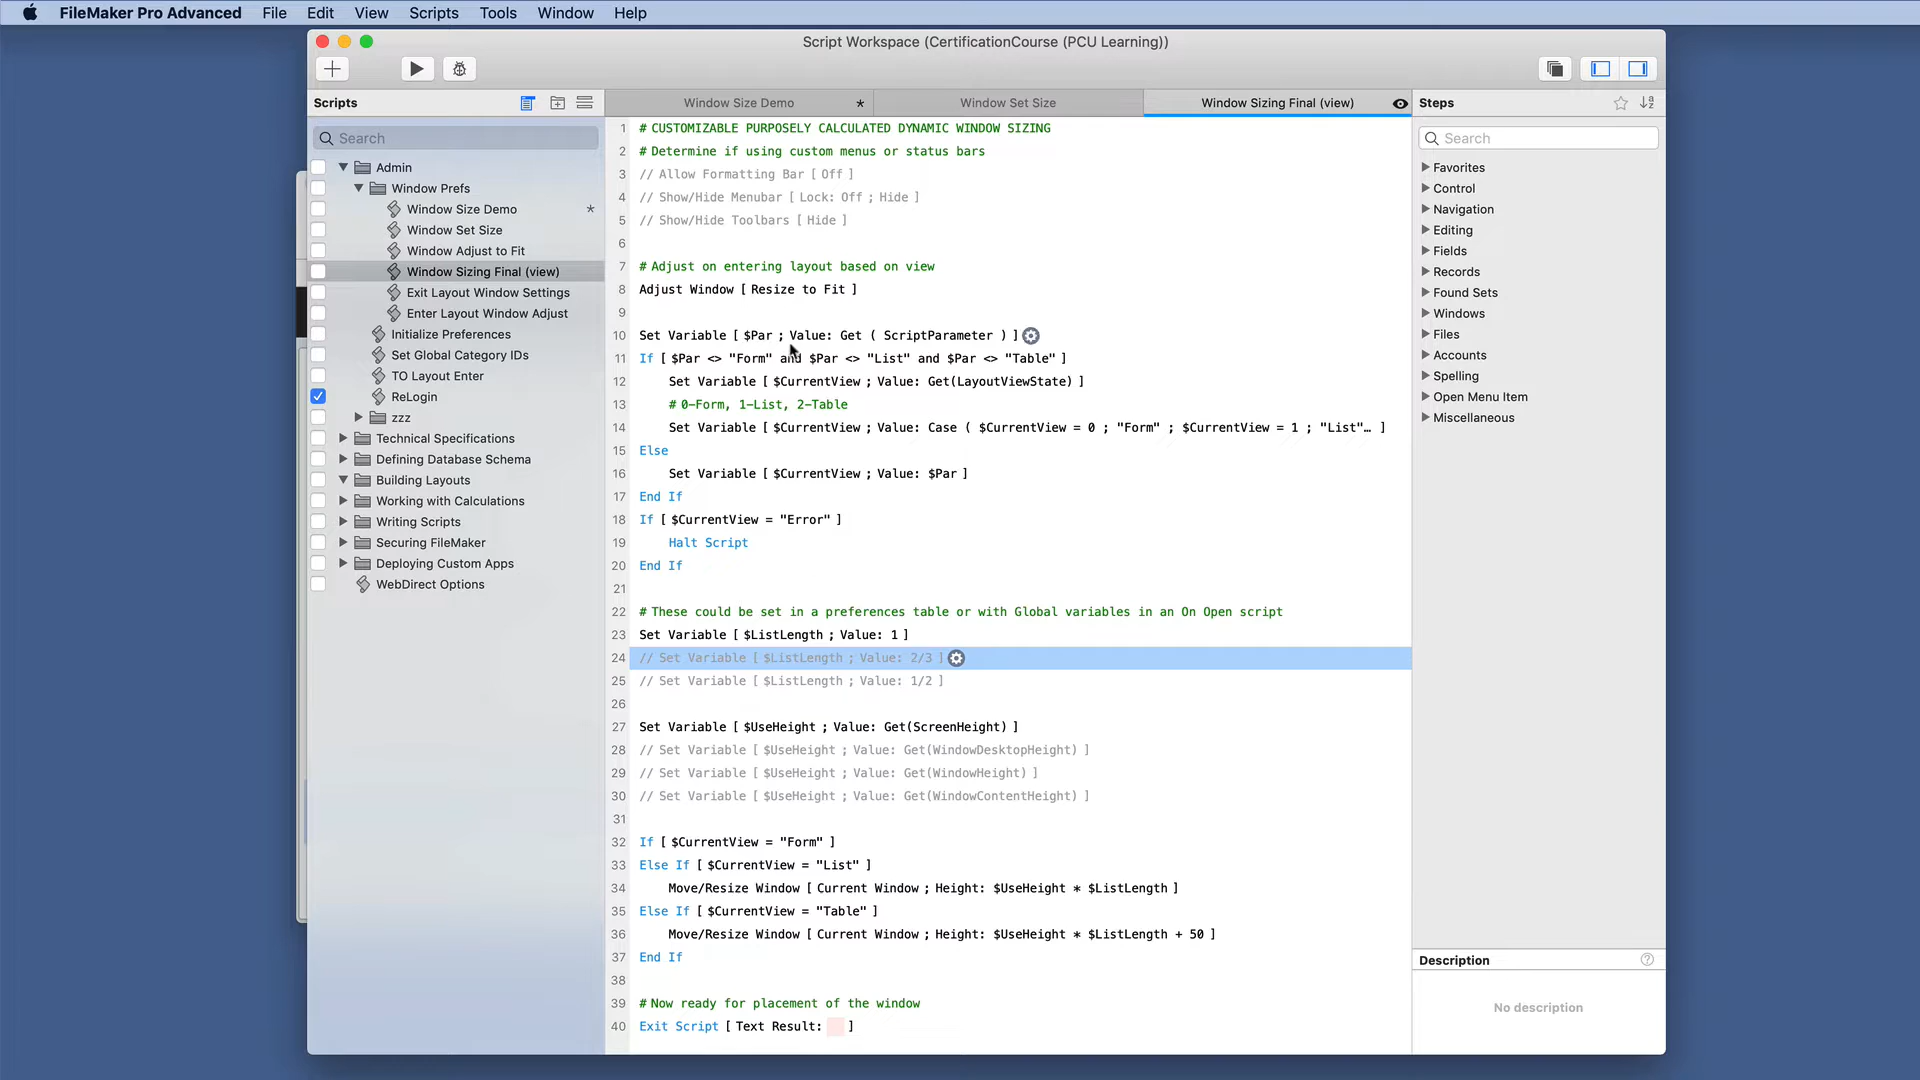 FileMaker Pro Advanced File Edit View Scripts Tools Window Help
Script Workspace (CertificationCourse (PCU Learning))
Scripts
Search
Admin
Window Prefs
Window Size Demo *
Window Set Size
Window Adjust to Fit
Window Sizing Final (view)
Exit Layout Window Settings
Enter Layout Window Adjust
Initialize Preferences
Set Global Category IDs
TO Layout Enter
ReLogin
zzz
Technical Specifications
Defining Database Schema
Building Layouts
Working with Calculations
Writing Scripts
Securing FileMaker
Deploying Custom Apps
WebDirect Options
Window Size Demo * Window Set Size Window Sizing Final (view)
1 # CUSTOMIZABLE PURPOSELY CALCULATED DYNAMIC WINDOW SIZING
2 # Determine if using custom menus or status bars
3 // Allow Formatting Bar [ Off ]
4 // Show/Hide Menubar [ Lock: Off ; Hide ]
5 // Show/Hide Toolbars [ Hide ]
6
7 # Adjust on entering layout based on view
8 Adjust Window [ Resize to Fit ]
9
10 Set Variable [ $Par ; Value: Get ( ScriptParameter ) ]
11 If [ $Par <> "Form" and $Par <> "List" and $Par <> "Table" ]
12 Set Variable [ $CurrentView ; Value: Get(LayoutViewState) ]
13 # 0-Form, 1-List, 2-Table
14 Set Variable [ $CurrentView ; Value: Case ( $CurrentView = 0 ; "Form" ; $CurrentView = 1 ; "List"… ]
15 Else
16 Set Variable [ $CurrentView ; Value: $Par ]
17 End If
18 If [ $CurrentView = "Error" ]
19 Halt Script
20 End If
21
22 # These could be set in a preferences table or with Global variables in an On Open script
23 Set Variable [ $ListLength ; Value: 1 ]
24 // Set Variable [ $ListLength ; Value: 2/3 ]
25 // Set Variable [ $ListLength ; Value: 1/2 ]
26
27 Set Variable [ $UseHeight ; Value: Get(ScreenHeight) ]
28 // Set Variable [ $UseHeight ; Value: Get(WindowDesktopHeight) ]
29 // Set Variable [ $UseHeight ; Value: Get(WindowHeight) ]
30 // Set Variable [ $UseHeight ; Value: Get(WindowContentHeight) ]
31
32 If [ $CurrentView = "Form" ]
33 Else If [ $CurrentView = "List" ]
34 Move/Resize Window [ Current Window ; Height: $UseHeight * $ListLength ]
35 Else If [ $CurrentView = "Table" ]
36 Move/Resize Window [ Current Window ; Height: $UseHeight * $ListLength + 50 ]
37 End If
38
39 # Now ready for placement of the window
40 Exit Script [ Text Result: ]
Steps
Search
Favorites
Control
Navigation
Editing
Fields
Records
Found Sets
Windows
Files
Accounts
Spelling
Open Menu Item
Miscellaneous
Description ?
No description